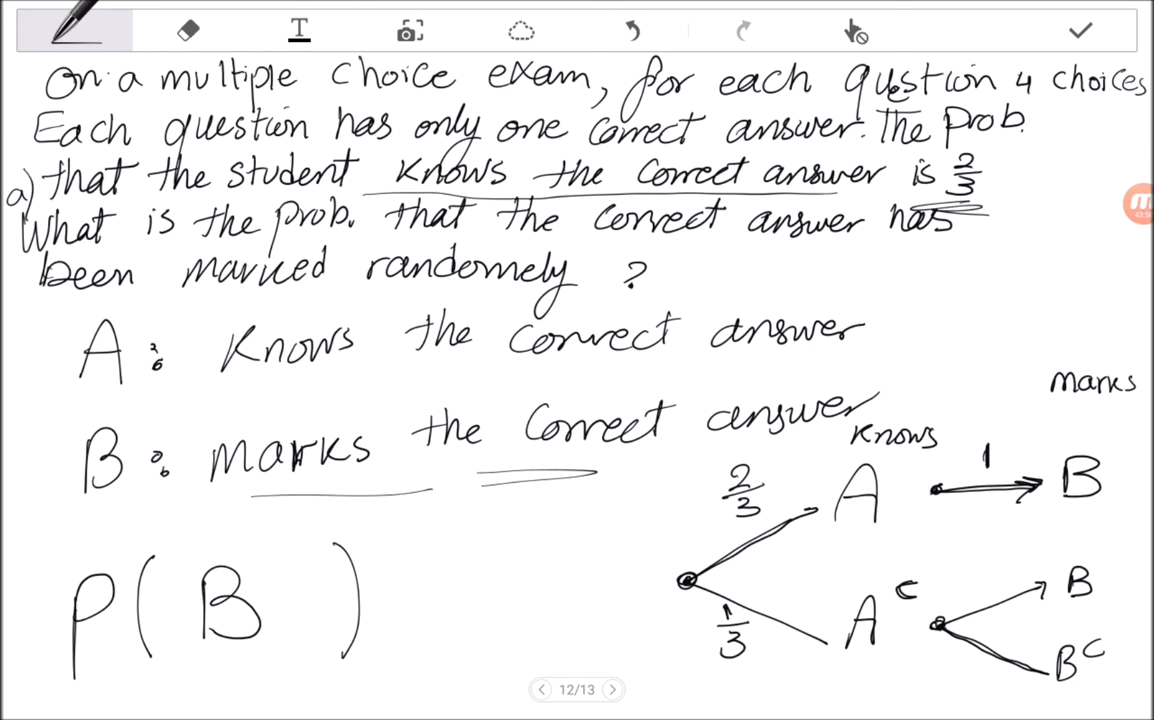 T
On a multiple choice exam, for each question 4 choices
Each question has only one correct answer. The prob.
a) that the student knows the correct answer is 2/3
What is the prob. that the correct answer has
been marked randomely ?
A : Knows the correct answer
marks
B : marks the correct answer
knows
2/3 A 1 B
P( B )
1/3 A^c B
B^c
12/13